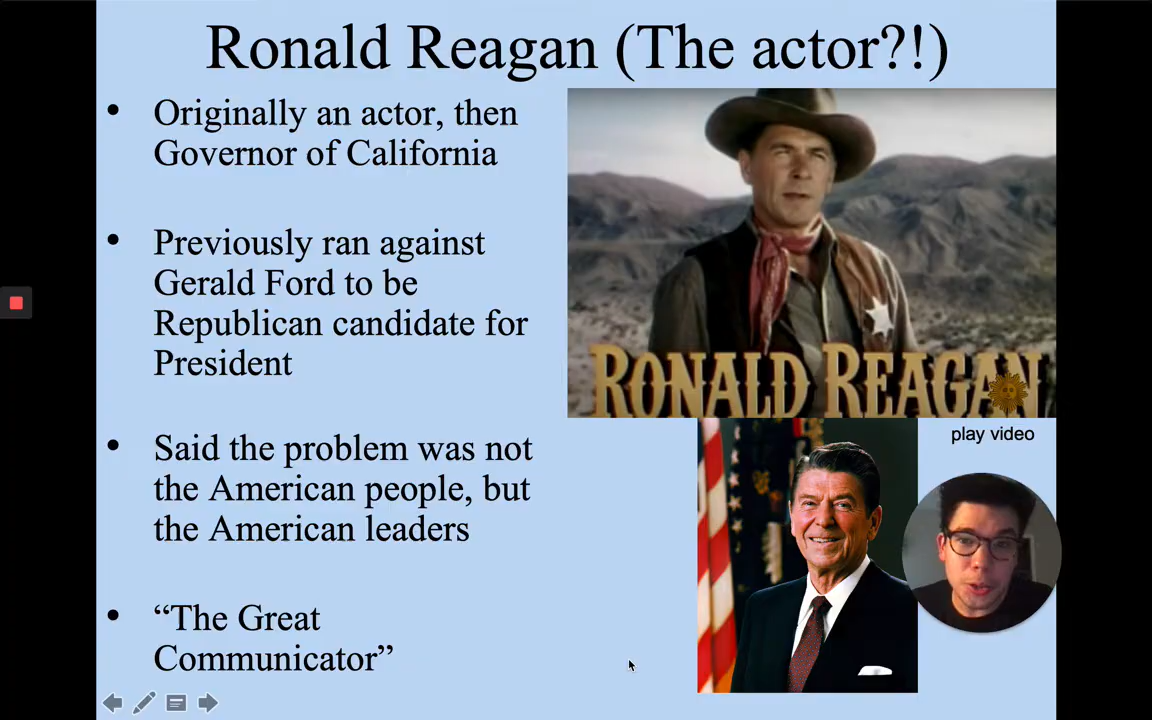 Ronald Reagan (The actor?!)
• Originally an actor, then
Governor of California
• Previously ran against
Gerald Ford to be
Republican candidate for
President
• Said the problem was not
the American people, but
the American leaders
• “The Great
Communicator”
RONALD REAGAN
play video